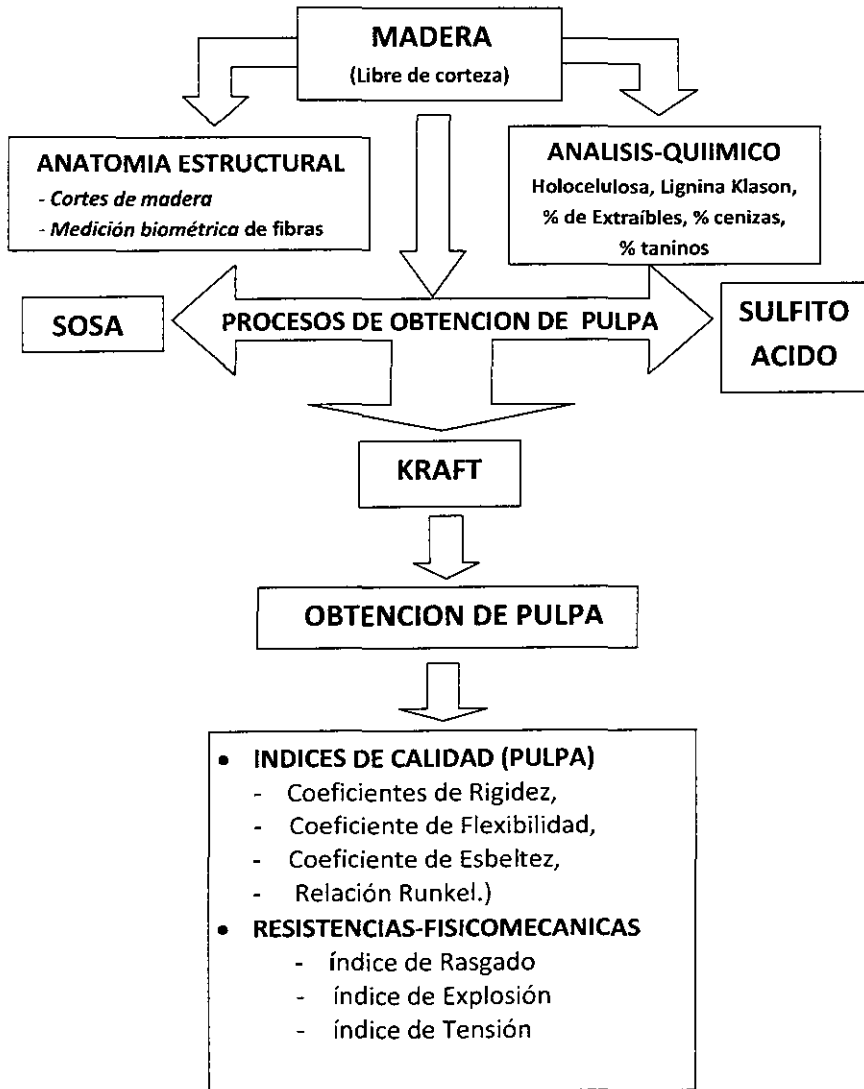 MADERA
(Libre de corteza)
ANATOMIA ESTRUCTURAL
- Cortes de madera
- Medición biométrica de fibras
ANALISIS-QUIIMICO
Holocelulosa, Lignina Klason,
% de Extraíbles, % cenizas,
% taninos
SOSA
PROCESOS DE OBTENCION DE PULPA
SULFITO
ACIDO
KRAFT
OBTENCION DE PULPA
• INDICES DE CALIDAD (PULPA)
- Coeficientes de Rigidez,
- Coeficiente de Flexibilidad,
- Coeficiente de Esbeltez,
- Relación Runkel.)
• RESISTENCIAS-FISICOMECANICAS
- índice de Rasgado
- índice de Explosión
- índice de Tensión